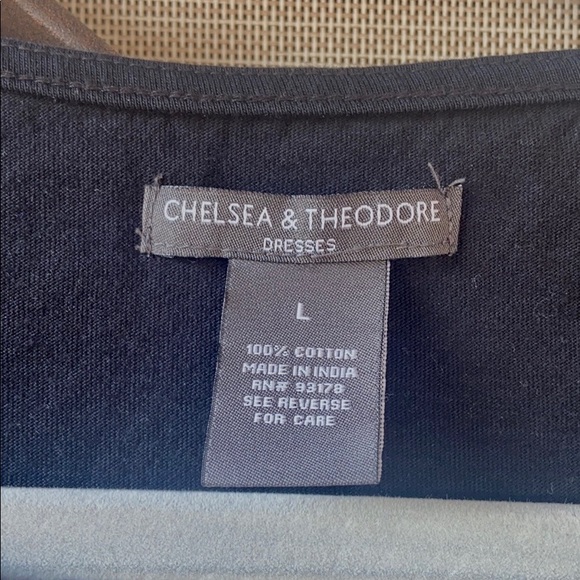 CHELSEA & THEODORE
DRESSES
L
100% COTTON
MADE IN INDIA
RN# 93178
SEE REVERSE
FOR CARE